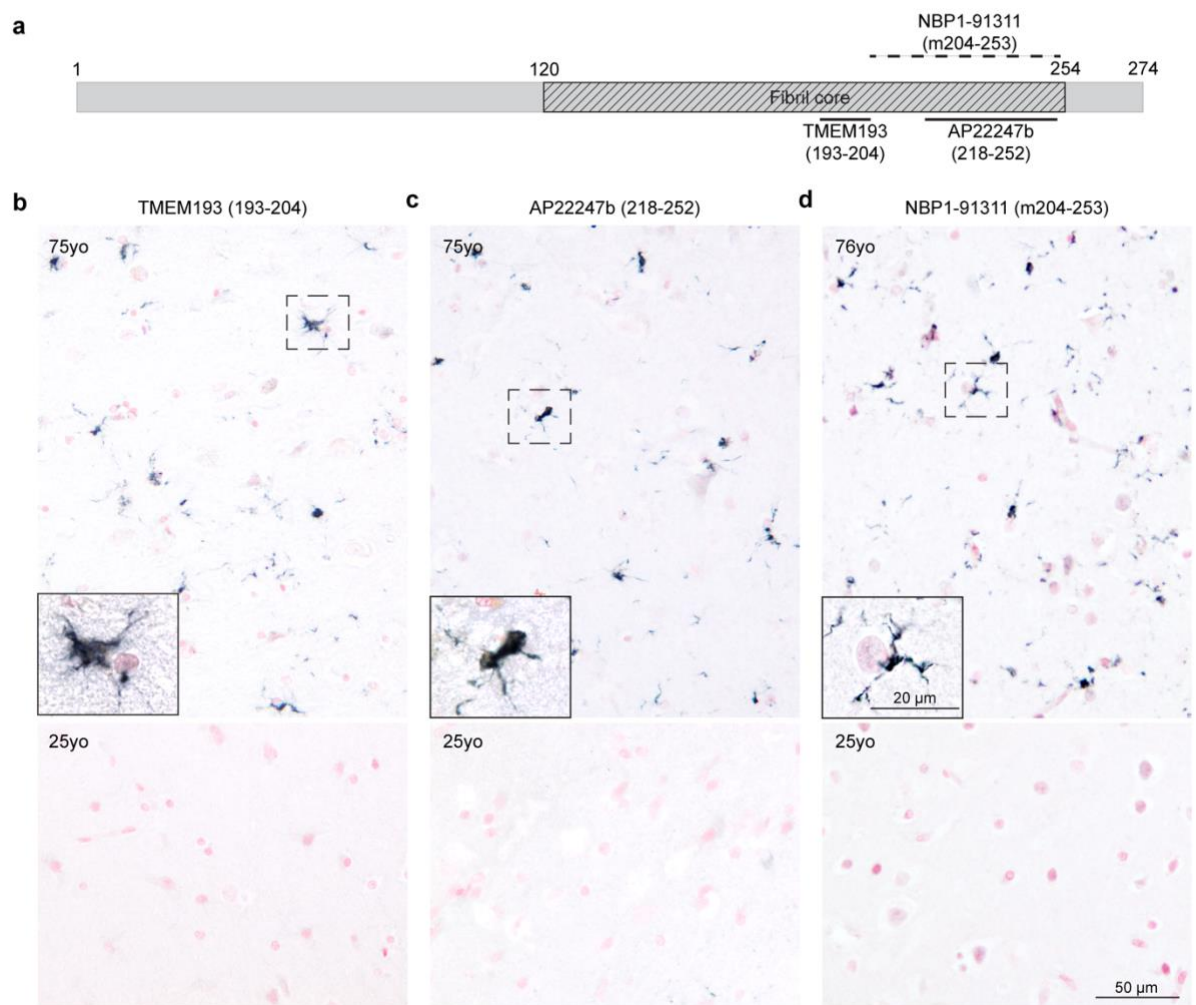 a
NBP1-91311
(m204-253)
1
120
254
274
Fibril core
TMEM193
(193-204)
AP22247b
(218-252)
b
TMEM193 (193-204)
c
AP22247b (218-252)
d
NBP1-91311 (m204-253)
75yo
75yo
76yo
20 µm
25yo
25yo
25yo
50 µm